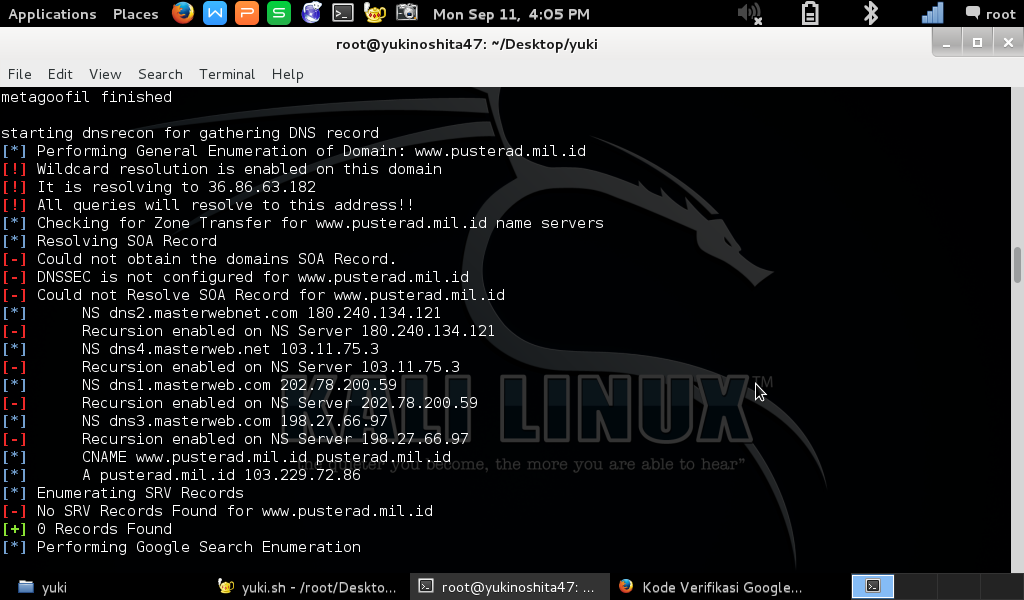 Applications Places Mon Sep 11, 4:05 PM root
root@yukinoshita47: ~/Desktop/yuki
File Edit View Search Terminal Help
metagoofil finished
starting dnsrecon for gathering DNS record
[*] Performing General Enumeration of Domain: www.pusterad.mil.id
[!] Wildcard resolution is enabled on this domain
[!] It is resolving to 36.86.63.182
[!] All queries will resolve to this address!!
[*] Checking for Zone Transfer for www.pusterad.mil.id name servers
[*] Resolving SOA Record
[-] Could not obtain the domains SOA Record.
[-] DNSSEC is not configured for www.pusterad.mil.id
[-] Could not Resolve SOA Record for www.pusterad.mil.id
[*] NS dns2.masterwebnet.com 180.240.134.121
[-] Recursion enabled on NS Server 180.240.134.121
[*] NS dns4.masterweb.net 103.11.75.3
[-] Recursion enabled on NS Server 103.11.75.3
[*] NS dns1.masterweb.com 202.78.200.59
[-] Recursion enabled on NS Server 202.78.200.59
[*] NS dns3.masterweb.com 198.27.66.97
[-] Recursion enabled on NS Server 198.27.66.97
[*] CNAME www.pusterad.mil.id pusterad.mil.id
[*] A pusterad.mil.id 103.229.72.86
[*] Enumerating SRV Records
[-] No SRV Records Found for www.pusterad.mil.id
[+] 0 Records Found
[*] Performing Google Search Enumeration
KALI LINUX™
quieter you become, the more you are able to hear”
yuki yuki.sh - /root/Deskto... root@yukinoshita47: ... Kode Verifikasi Google...